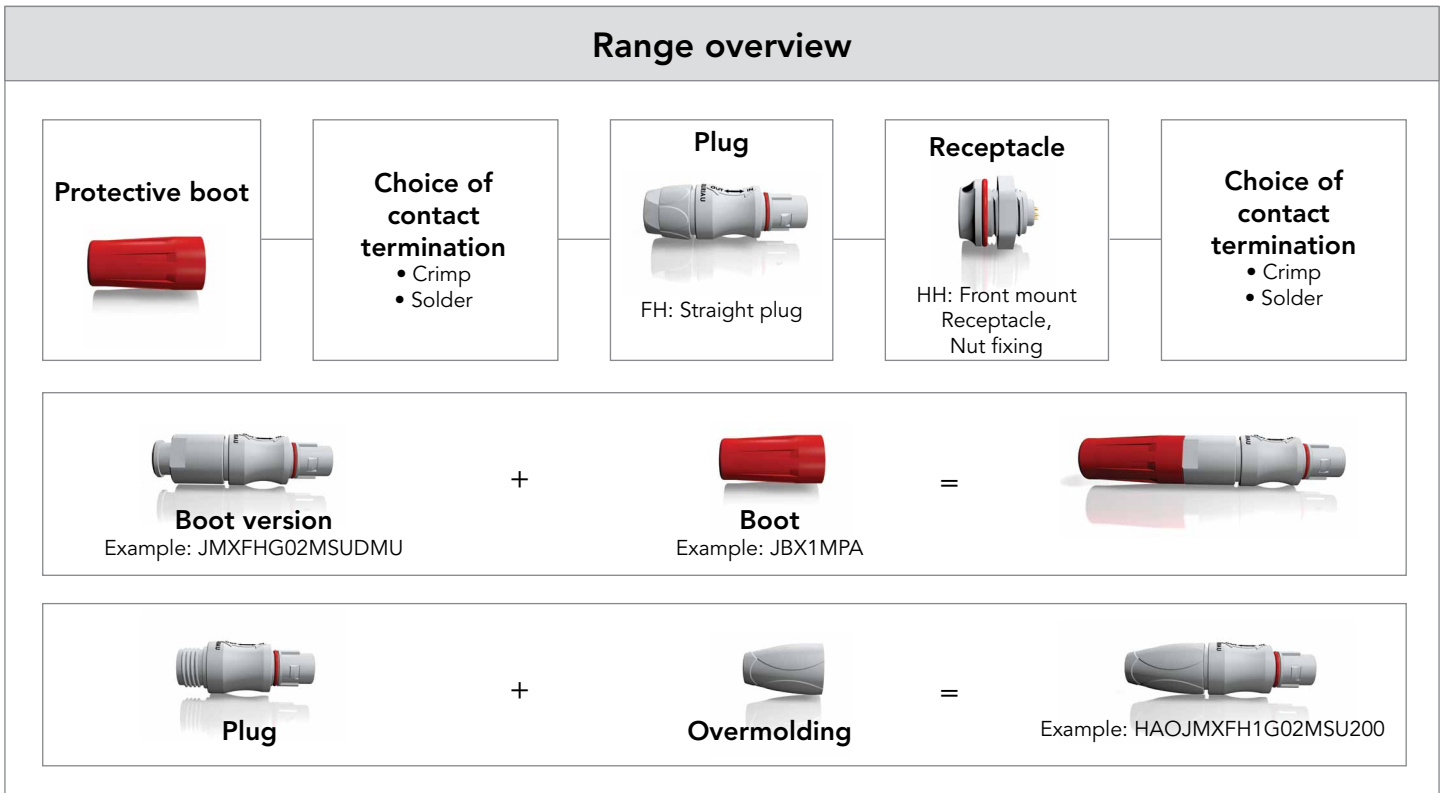 Range overview
Protective boot
Choice of
contact
termination
• Crimp
• Solder
Plug
FH: Straight plug
Receptacle
HH: Front mount
Receptacle,
Nut fixing
Choice of
contact
termination
• Crimp
• Solder
+
=
Boot version
Example: JMXFHG02MSUDMU
Boot
Example: JBX1MPA
+
=
Plug
Overmolding
Example: HAOJMXFH1G02MSU200